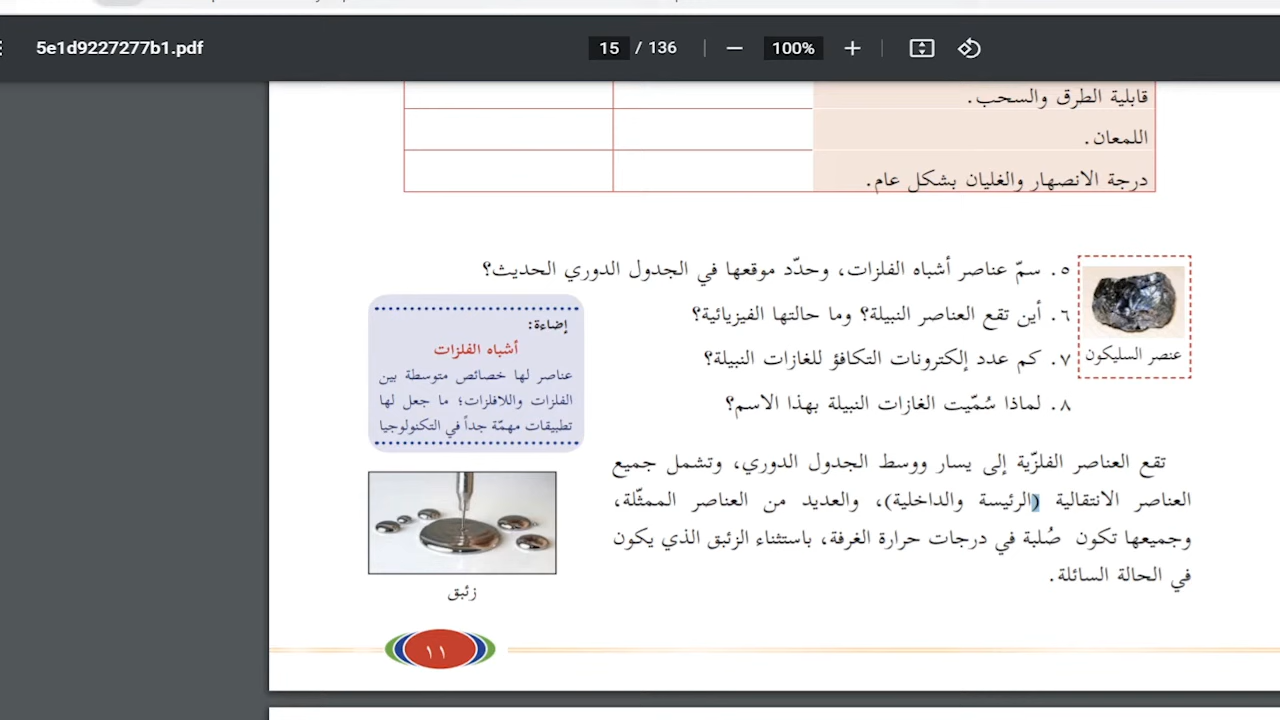 5e1d9227277b1.pdf
15 / 136
100%
قابلية الطرق والسحب.
اللمعان.
درجة الانصهار والغليان بشكل عام.
٥. سمّ عناصر أشباه الفلزات، وحدّد موقعها في الجدول الدوري الحديث؟
٦. أين تقع العناصر النبيلة؟ وما حالتها الفيزيائية؟
٧. كم عدد إلكترونات التكافؤ للغازات النبيلة؟
٨. لماذا سُمّيت الغازات النبيلة بهذا الاسم؟
عنصر السليكون
إضاءة:
أشباه الفلزات
عناصر لها خصائص متوسطة بين
الفلزات واللافلزات؛ ما جعل لها
تطبيقات مهمّة جداً في التكنولوجيا
تقع العناصر الفلزّية إلى يسار ووسط الجدول الدوري، وتشمل جميع
العناصر الانتقالية (الرئيسة والداخلية)، والعديد من العناصر الممثّلة،
وجميعها تكون صُلبة في درجات حرارة الغرفة، باستثناء الزئبق الذي يكون
في الحالة السائلة.
زئبق
١١